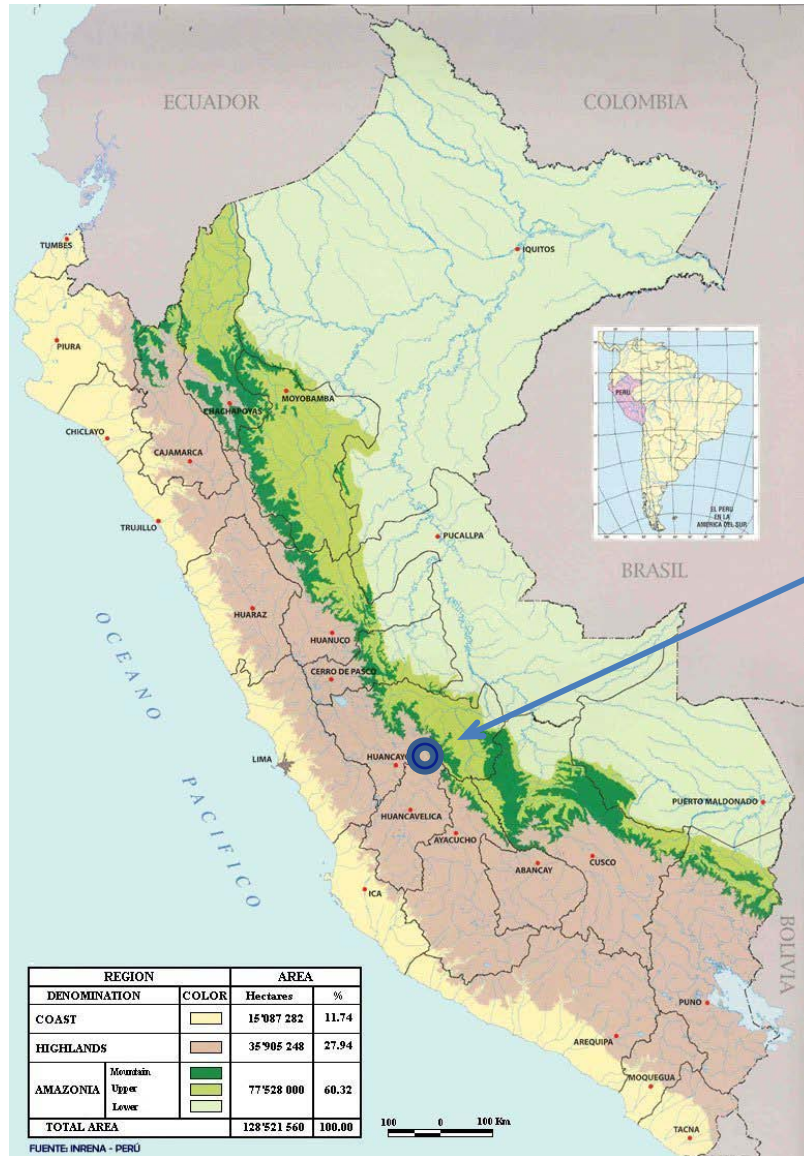 ECUADOR
COLOMBIA
TUMBES
IQUITOS
PIURA
PERU
CHACHAPOYAS
MOYOBAMBA
CHICLAYO
CAJAMARCA
EL PERU
EN LA
AMERICA DEL SUR
TRUJILLO
PUCALLPA
BRASIL
HUARAZ
HUANUCO
CERRO DE PASCO
OCEANO PACIFICO
LIMA
HUANCAYO
HUANCAVELICA
PUERTO MALDONADO
AYACUCHO
ABANCAY
CUSCO
ICA
BOLIVIA
PUNO
AREQUIPA
MOQUEGUA
TACNA
REGION AREA
DENOMINATION COLOR Hectares %
COAST 15'087 282 11.74
HIGHLANDS 35'905 248 27.94
AMAZONIA Mountain Upper Lower 77'528 000 60.32
TOTAL AREA 128'521 560 100.00
100 0 100 Km
FUENTE: INRENA - PERÚ